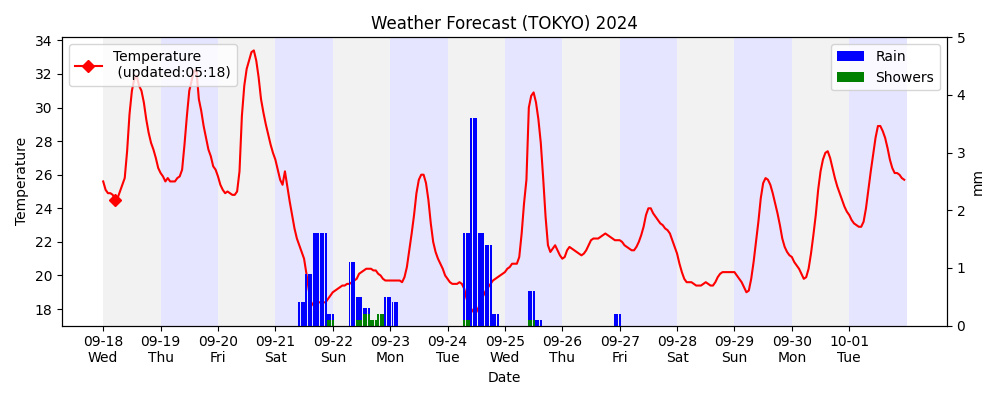 Weather Forecast (TOKYO) 2024
Temperature
(updated:05:18)
Rain
Showers
34
32
30
28
26
24
22
20
18
Temperature
5
4
3
2
1
0
mm
09-18 09-19 09-20 09-21 09-22 09-23 09-24 09-25 09-26 09-27 09-28 09-29 09-30 10-01
Wed Thu Fri Sat Sun Mon Tue Wed Thu Fri Sat Sun Mon Tue
Date